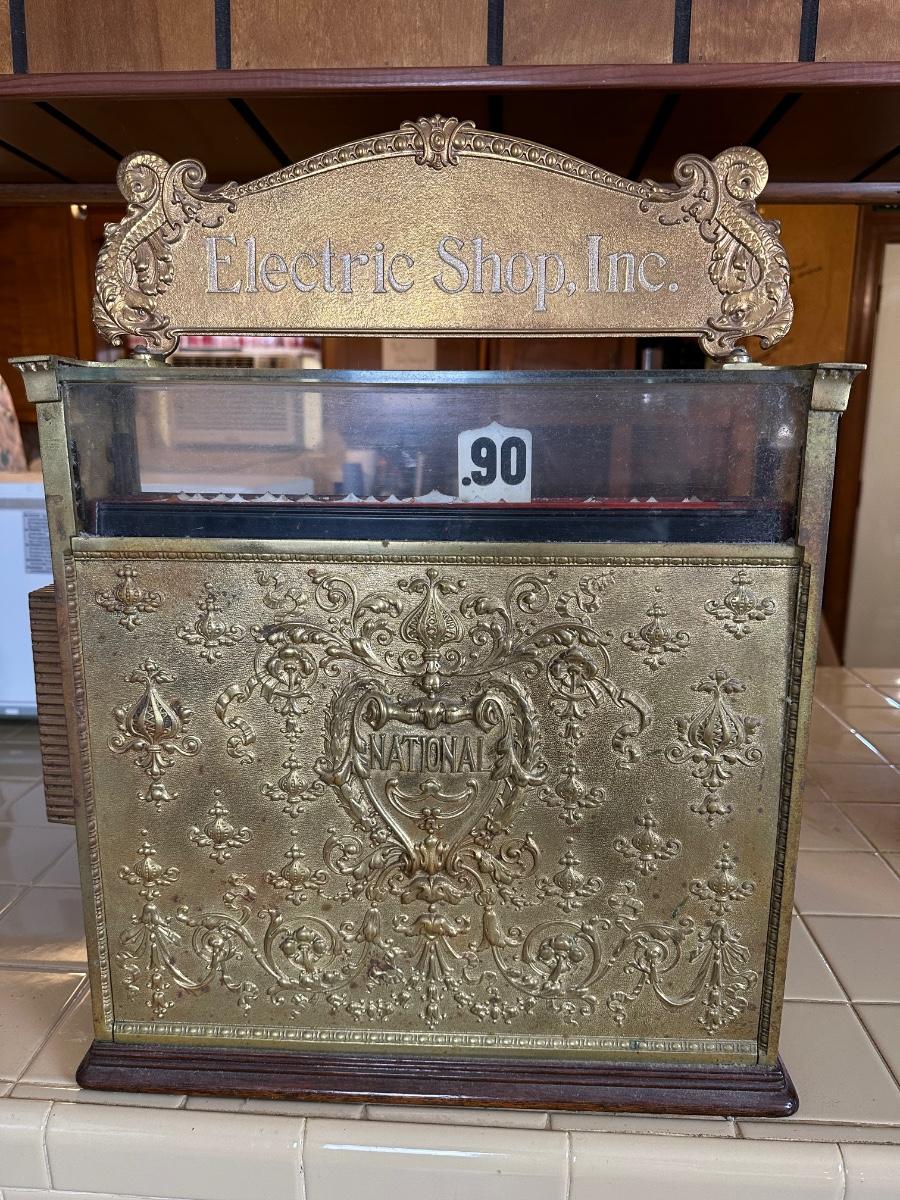 Electric Shop, Inc.
.90
NATIONAL